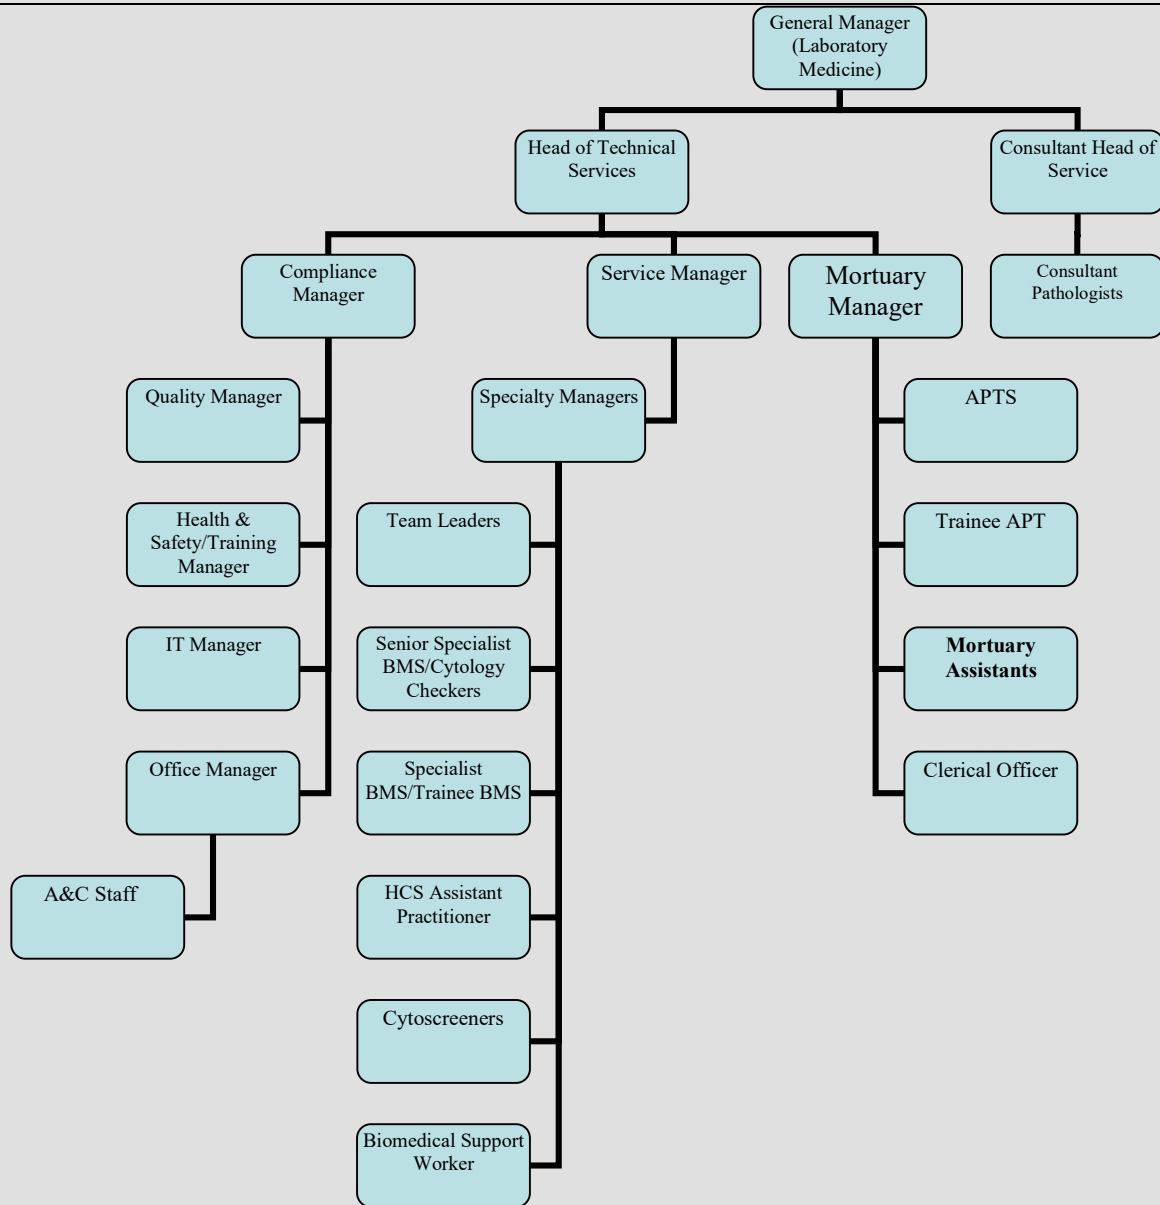 General Manager
(Laboratory
Medicine)
Head of Technical
Services
Consultant Head of
Service
Compliance
Manager
Service Manager
Mortuary
Manager
Consultant
Pathologists
Quality Manager
Specialty Managers
APTS
Health &
Safety/Training
Manager
Team Leaders
Trainee APT
IT Manager
Senior Specialist
BMS/Cytology
Checkers
Mortuary
Assistants
Office Manager
Specialist
BMS/Trainee BMS
Clerical Officer
A&C Staff
HCS Assistant
Practitioner
Cytoscreeners
Biomedical Support
Worker